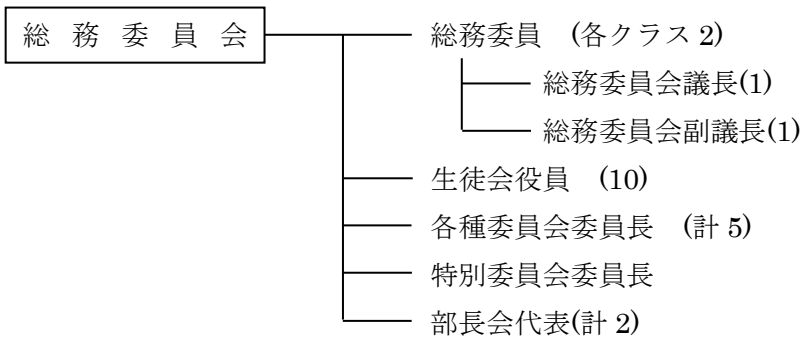 総務委員会
総務委員 (各クラス2)
総務委員会議長(1)
総務委員会副議長(1)
生徒会役員 (10)
各種委員会委員長 (計5)
特別委員会委員長
部長会代表(計2)